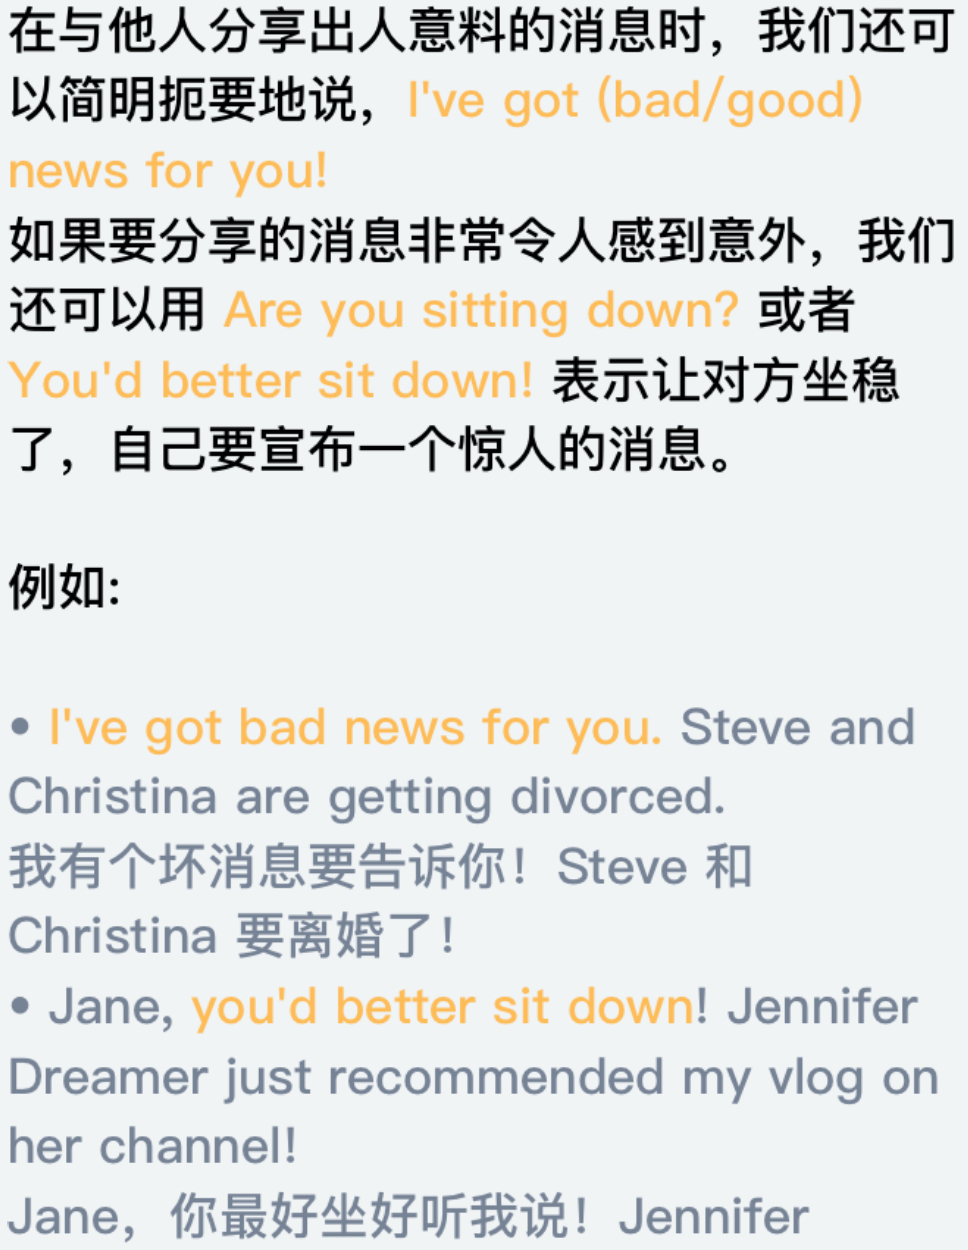 在与他人分享出人意料的消息时，我们还可
以简明扼要地说，I've got (bad/good)
news for you!
如果要分享的消息非常令人感到意外，我们
还可以用 Are you sitting down? 或者
You'd better sit down! 表示让对方坐稳
了，自己要宣布一个惊人的消息。
例如:
• I've got bad news for you. Steve and
Christina are getting divorced.
我有个坏消息要告诉你！Steve 和
Christina 要离婚了！
• Jane, you'd better sit down! Jennifer
Dreamer just recommended my vlog on
her channel!
Jane，你最好坐好听我说！Jennifer